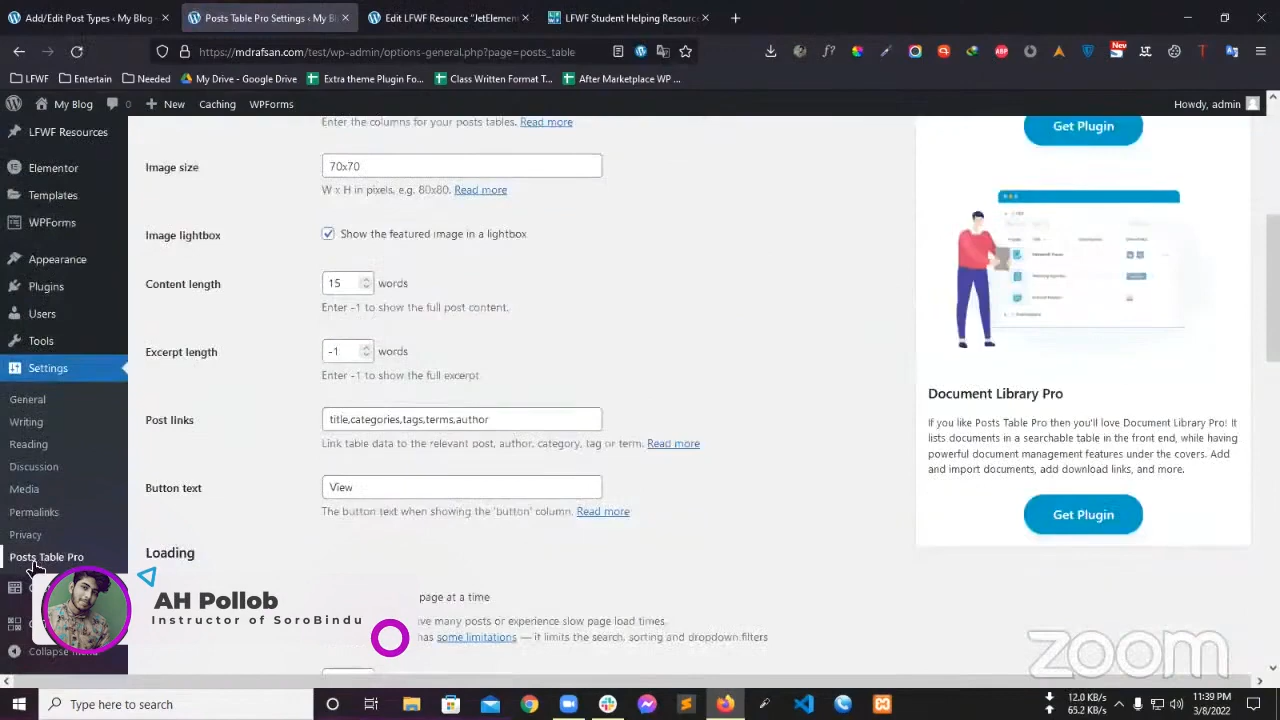 Add/Edit Post Types ‹ My Blog -
Posts Table Pro Settings ‹ My B
Edit LFWF Resource "JetElemen
LFWF Student Helping Resourc
https://mdrafsan.com/test/wp-admin/options-general.php?page=posts_table
New
LFWF
Entertain
Needed
My Drive - Google Drive
Extra theme Plugin Fo...
Class Written Format T...
After Marketplace WP ...
My Blog
0
New
Caching
WPForms
Howdy, admin
LFWF Resources
Elementor
Templates
WPForms
Appearance
Plugins
Users
Tools
Settings
General
Writing
Reading
Discussion
Media
Permalinks
Privacy
Posts Table Pro
Collapse menu
Enter the columns for your posts tables. Read more
Image size
70x70
W x H in pixels, e.g. 80x80. Read more
Image lightbox
Show the featured image in a lightbox
Content length
words
Enter -1 to show the full post content.
Excerpt length
-1
words
Enter -1 to show the full excerpt.
Post links
title,categories,tags,terms,author
Link table data to the relevant post, author, category, tag or term. Read more
Button text
View
The button text when showing the 'button' column. Read more
Loading
page at a time
ve many posts or experience slow page load times.
has some limitations — it limits the search, sorting and dropdown filters
Get Plugin
Document Library Pro
If you like Posts Table Pro then you'll love Document Library Pro! It
lists documents in a searchable table in the front end, while having
powerful document management features under the covers. Add
and import documents, add download links, and more.
Get Plugin
AH Pollob
Instructor of SoroBindu
zoom
Type here to search
12.0 KB/s
65.2 KB/s
11:39 PM
3/8/2022